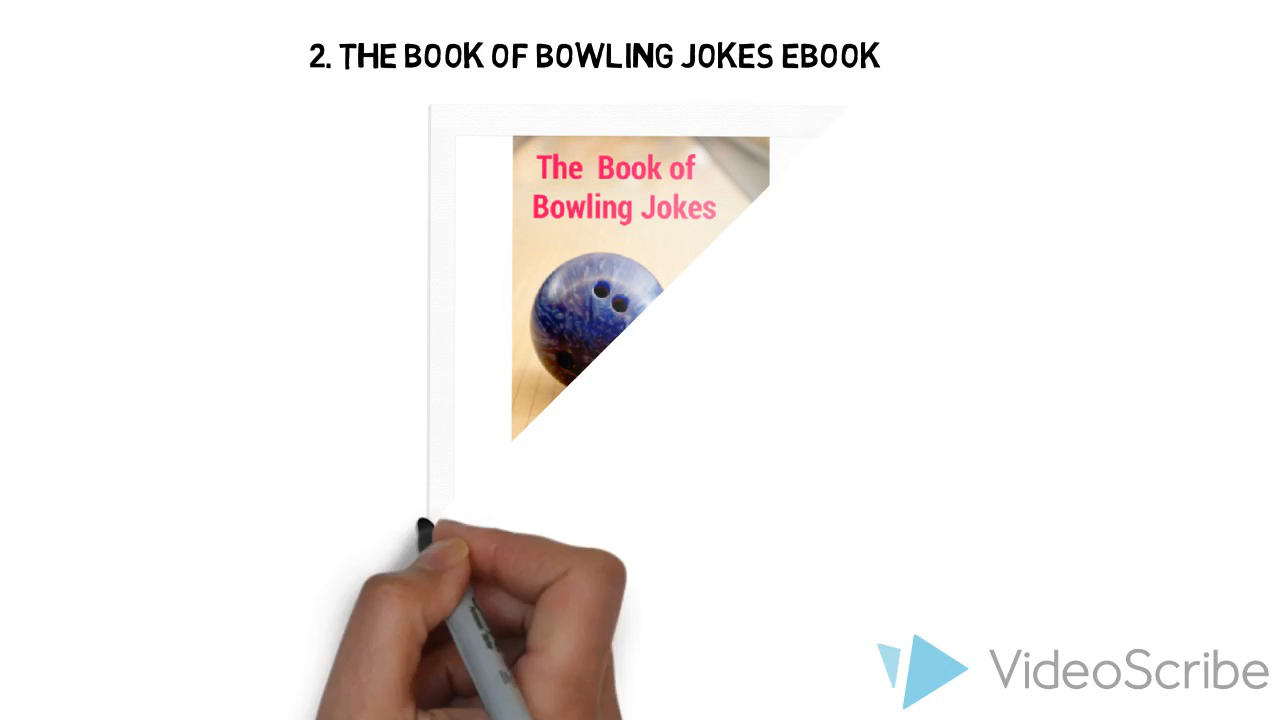 2. THE BOOK OF BOWLING JOKES EBOOK
The Book of
Bowling Jokes
VideoScribe